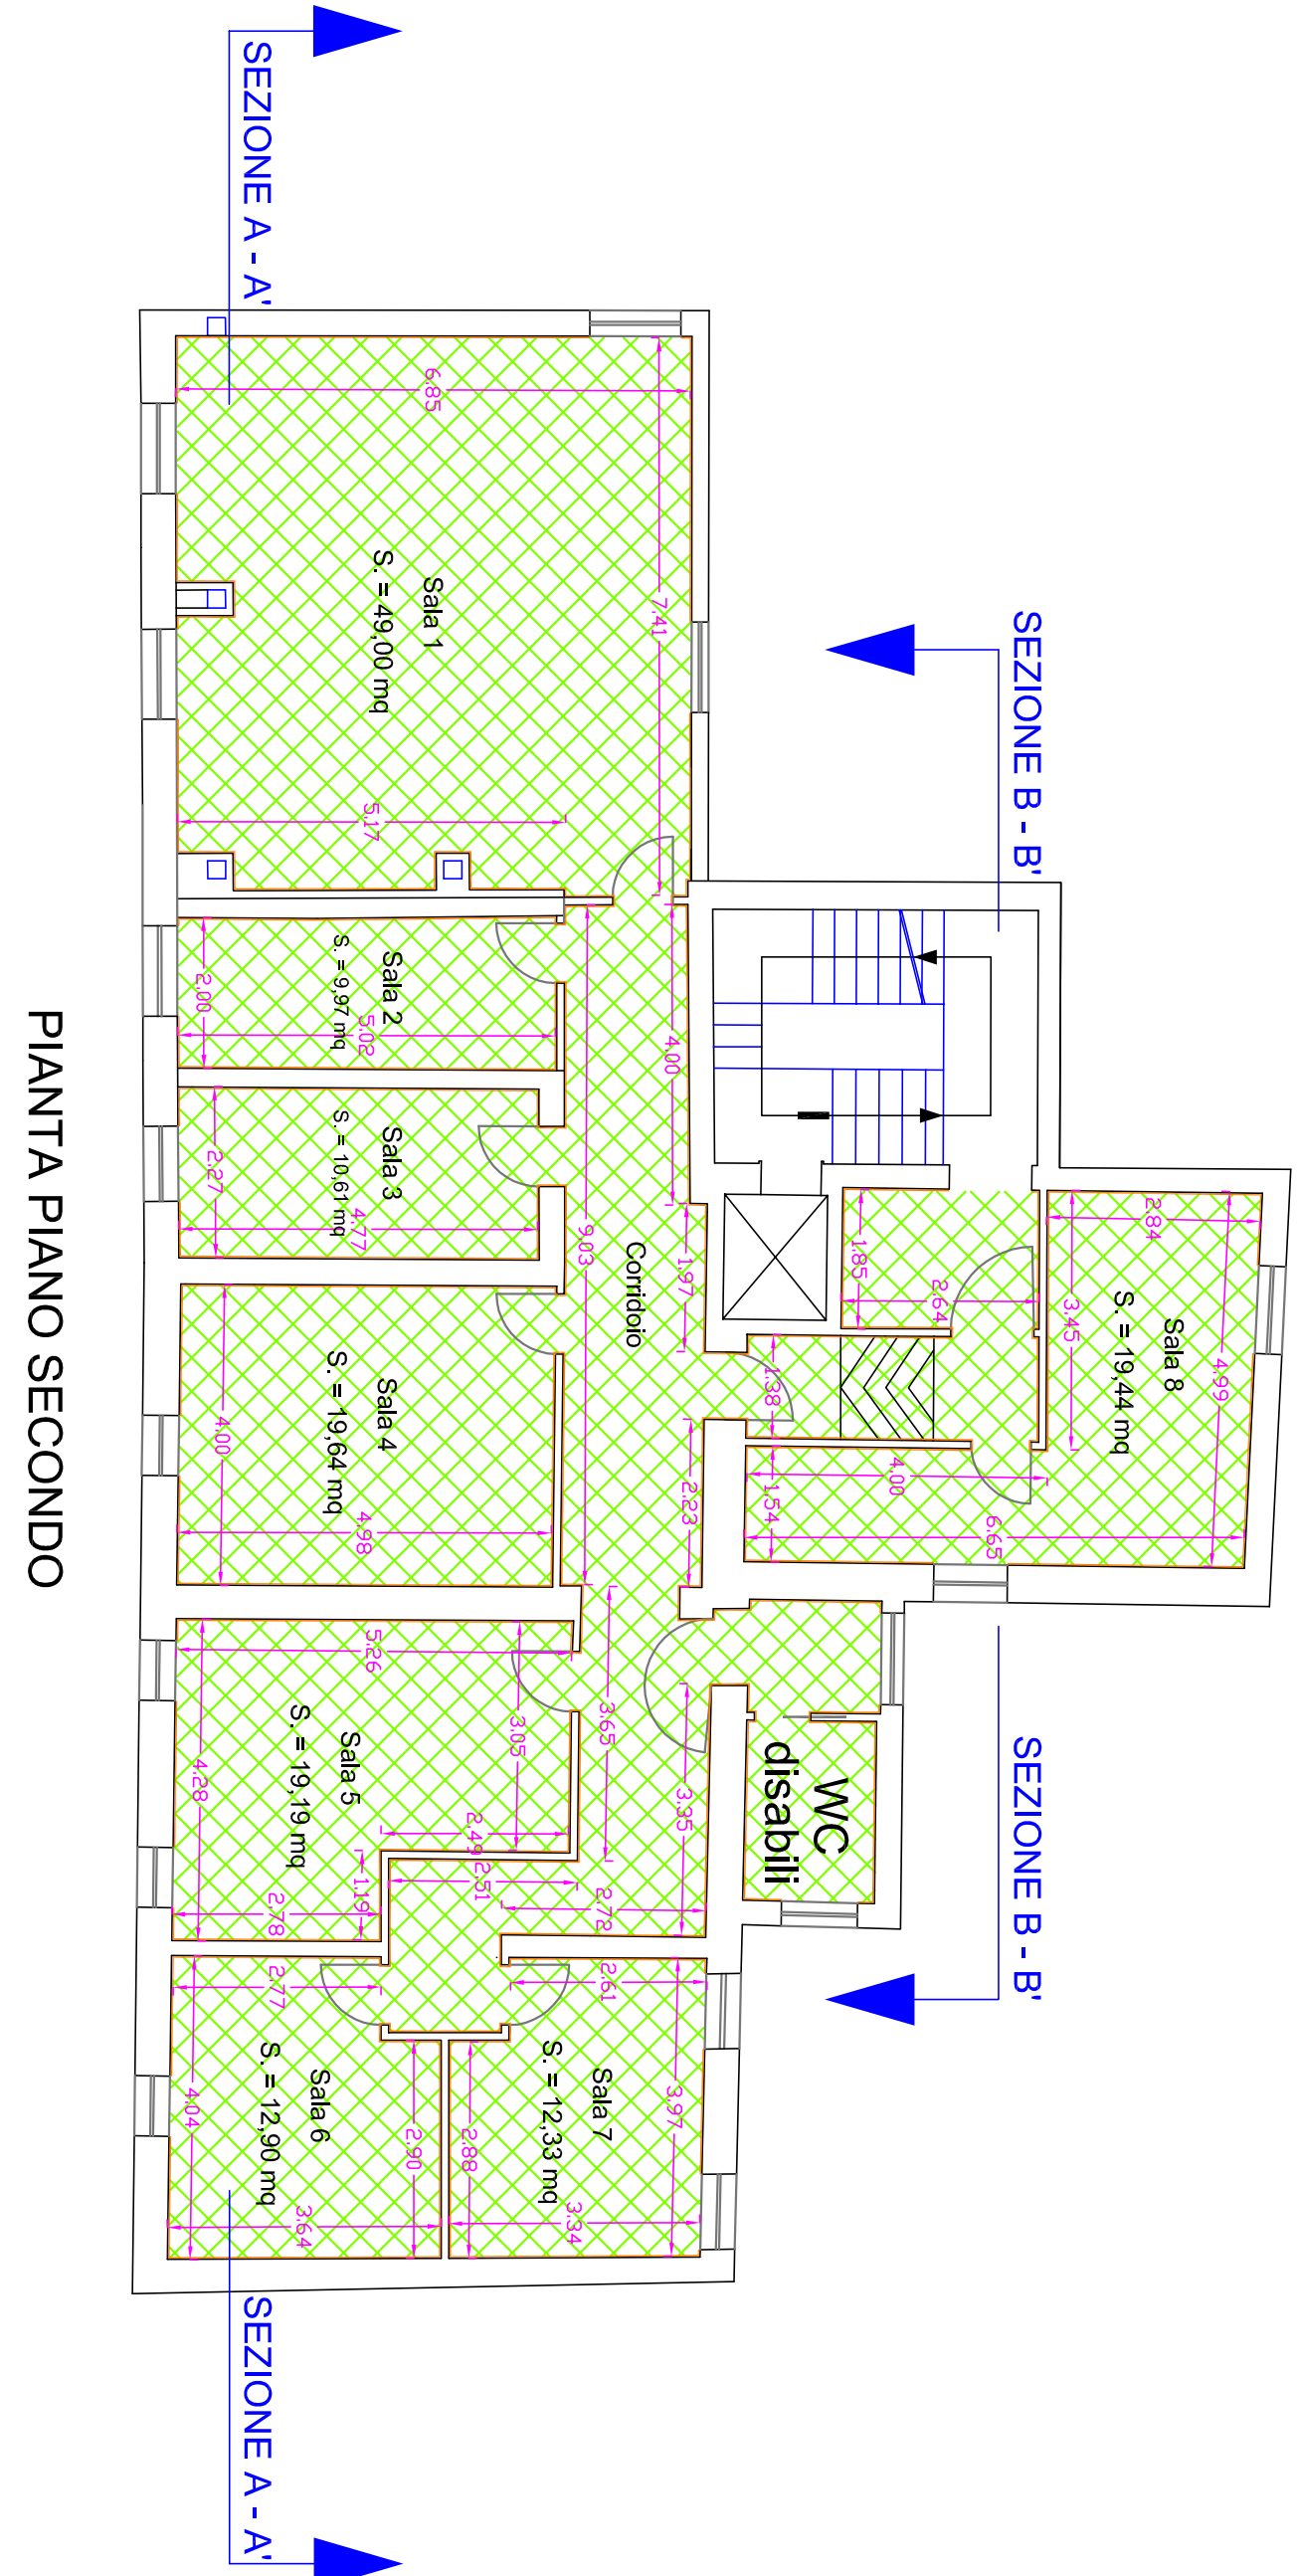 SEZIONE A - A'
SEZIONE B - B'
SEZIONE B - B'
SEZIONE A - A'
Sala 1
S. = 49,00 mq
6.85
7.41
5.17
Sala 2
S. = 9,97 mq
2.00
5.02
Sala 3
S. = 10,61 mq
2.27
4.77
Sala 4
S. = 19,64 mq
4.00
4.98
Corridoio
4.00
9.03
1.97
2.23
1.38
1.85
2.64
Sala 8
S. = 19,44 mq
2.84
3.45
4.99
4.00
1.54
6.65
Sala 5
S. = 19,19 mq
5.26
4.28
3.05
2.49
1.19
2.78
3.65
3.35
2.51
2.72
WC
disabili
Sala 6
S. = 12,90 mq
2.77
4.04
2.90
3.64
Sala 7
S. = 12,33 mq
2.61
3.97
2.88
3.34
PIANTA PIANO SECONDO